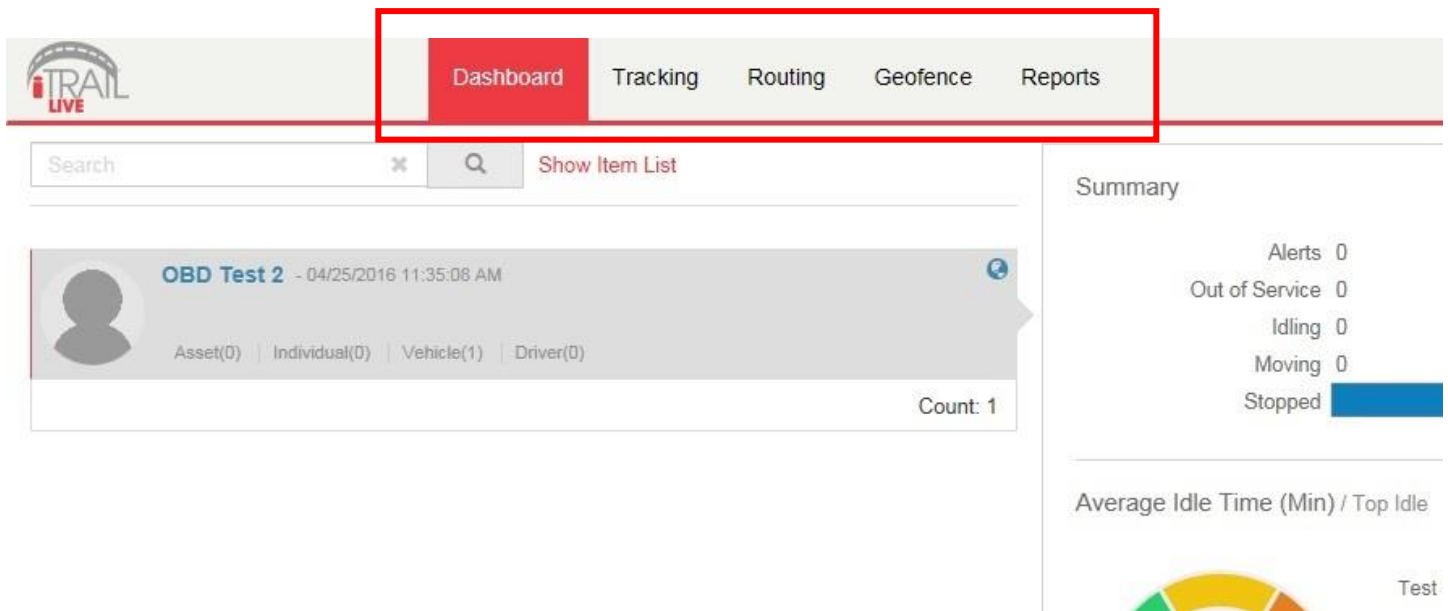 iTRAIL
LIVE
Dashboard Tracking Routing Geofence Reports
Search Show Item List
OBD Test 2 - 04/25/2016 11:35:08 AM
Asset(0) Individual(0) Vehicle(1) Driver(0)
Count: 1
Summary
Alerts 0
Out of Service 0
Idling 0
Moving 0
Stopped
Average Idle Time (Min) / Top Idle
Test